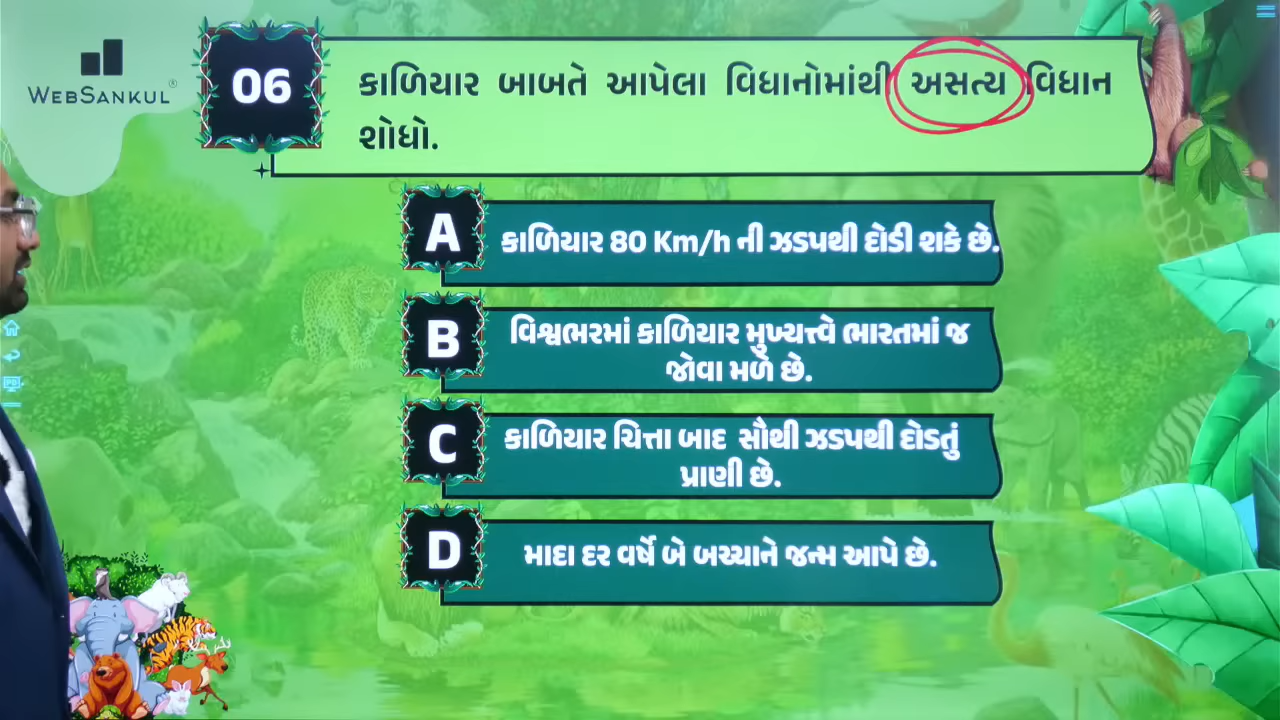 WEBSANKUL®
06
કાળિયાર બાબતે આપેલા વિધાનોમાંથી અસત્ય વિધાન
શોધો.
A
કાળિયાર 80 Km/h ની ઝડપથી દોડી શકે છે.
B
વિશ્વભરમાં કાળિયાર મુખ્યત્ત્વે ભારતમાં જ
જોવા મળે છે.
C
કાળિયાર ચિત્તા બાદ સૌથી ઝડપથી દોડતું
પ્રાણી છે.
D
માદા દર વર્ષે બે બચ્ચાને જન્મ આપે છે.